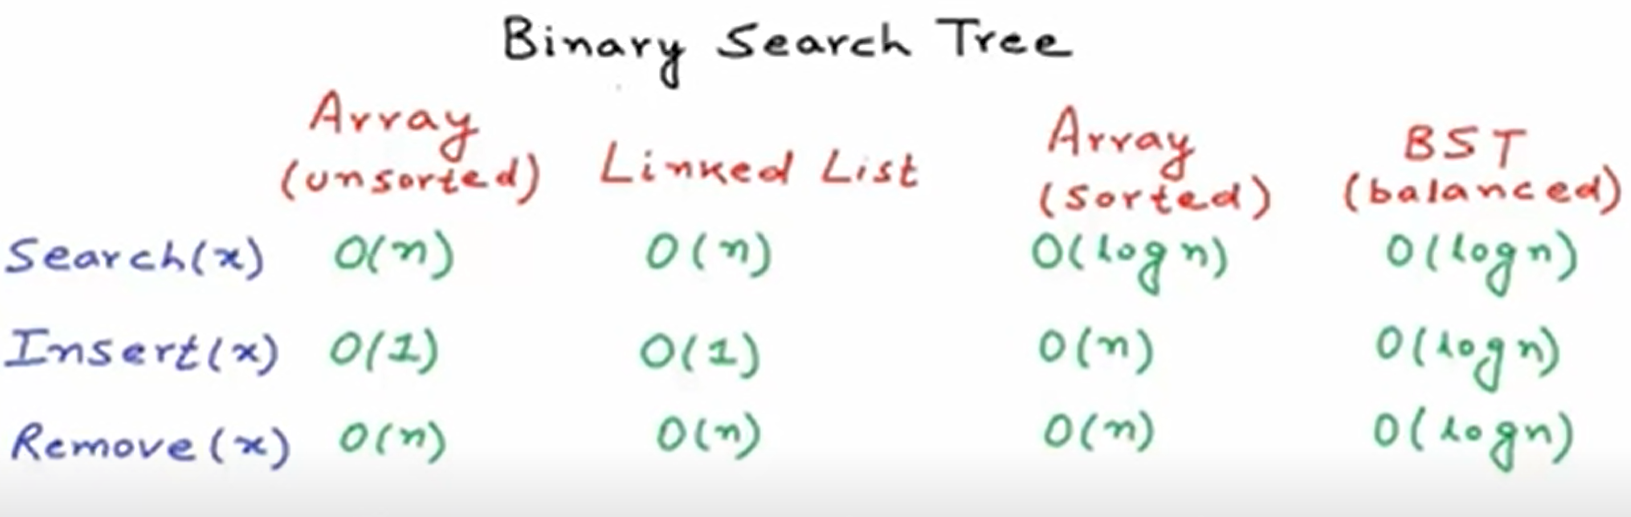 Binary Search Tree
Array (unsorted) Linked List Array (sorted) BST (balanced)
Search(x) O(n) O(n) O(log n) O(log n)
Insert(x) O(1) O(1) O(n) O(log n)
Remove(x) O(n) O(n) O(n) O(log n)